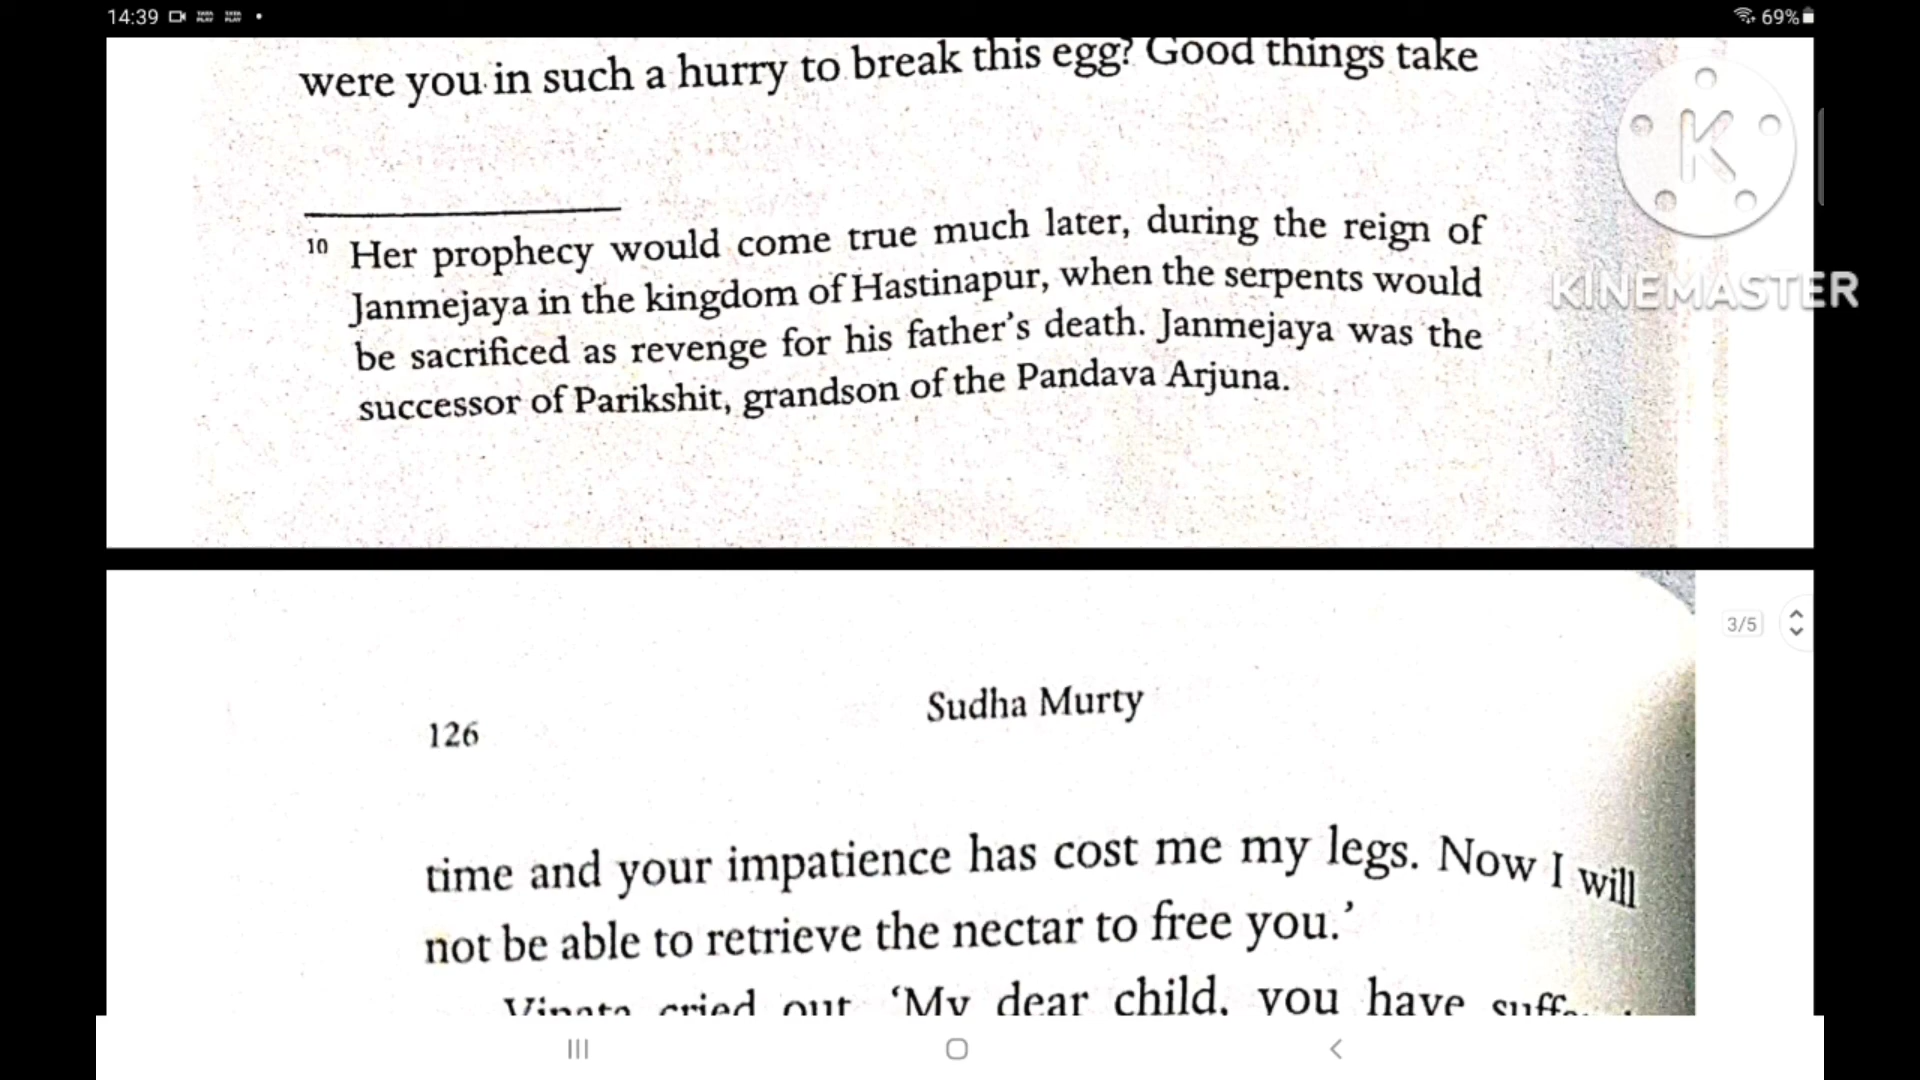 14:39
69%
were you in such a hurry to break this egg? Good things take
K
KINEMASTER
10 Her prophecy would come true much later, during the reign of
Janmejaya in the kingdom of Hastinapur, when the serpents would
be sacrificed as revenge for his father's death. Janmejaya was the
successor of Parikshit, grandson of the Pandava Arjuna.
3/5
126 Sudha Murty
time and your impatience has cost me my legs. Now I will
not be able to retrieve the nectar to free you.'
Vinata cried out, 'My dear child, you have